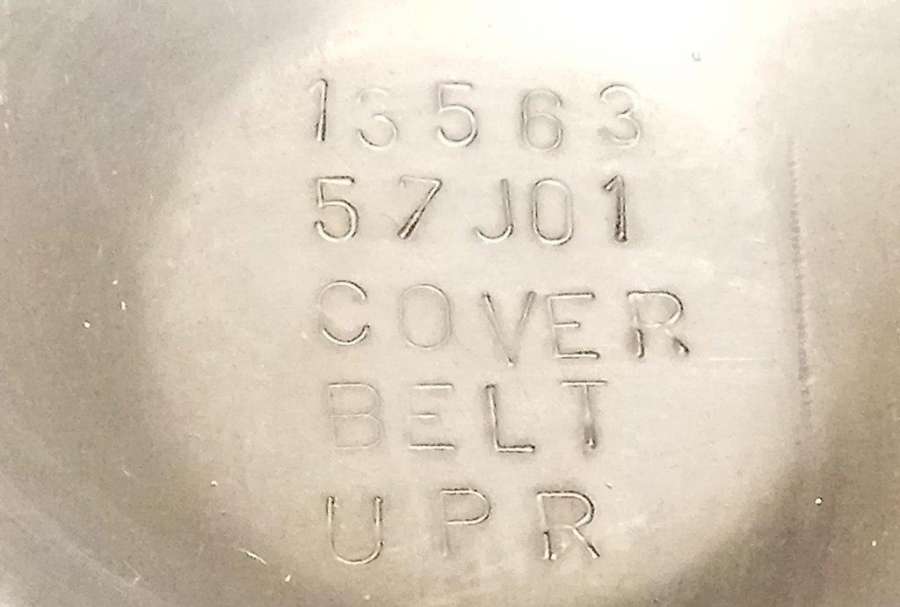 13563
57J01
COVER
BELT
UPR